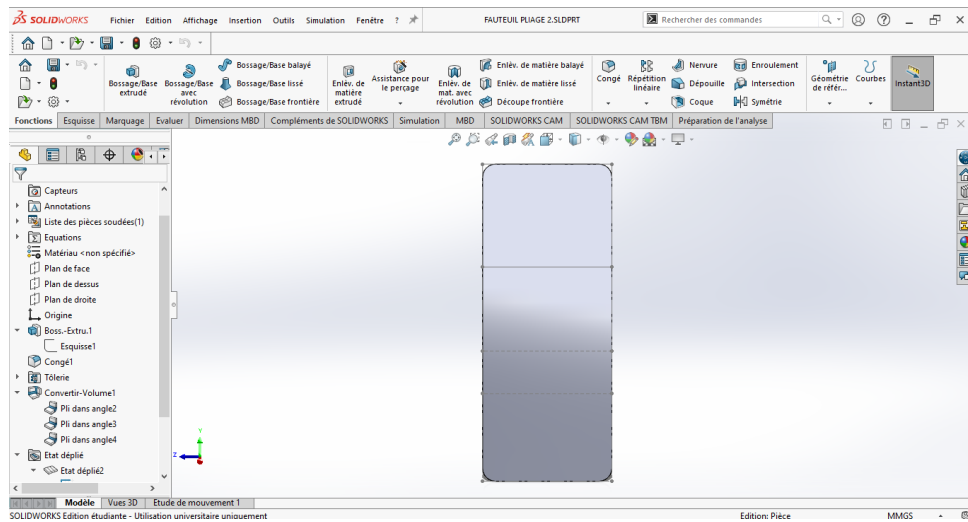 SOLIDWORKS Fichier Edition Affichage Insertion Outils Simulation Fenêtre ? FAUTEUIL PLIAGE 2.SLDPRT Rechercher des commandes
Bossage/Base extrudé
Bossage/Base avec révolution
Bossage/Base balayé
Bossage/Base lissé
Bossage/Base frontière
Enlèv. de matière extrudé
Assistance pour le perçage
Enlèv. de mat. avec révolution
Enlèv. de matière balayé
Enlèv. de matière lissé
Découpe frontière
Congé
Répétition linéaire
Nervure
Dépouille
Coque
Enroulement
Intersection
Symétrie
Géométrie de référ...
Courbes
Instant3D
Fonctions Esquisse Marquage Evaluer Dimensions MBD Compléments de SOLIDWORKS Simulation MBD SOLIDWORKS CAM SOLIDWORKS CAM TBM Préparation de l'analyse
Capteurs
Annotations
Liste des pièces soudées(1)
Equations
Matériau <non spécifié>
Plan de face
Plan de dessus
Plan de droite
Origine
Boss.-Extru.1
Esquisse1
Congé1
Tôlerie
Convertir-Volume1
Pli dans angle2
Pli dans angle3
Pli dans angle4
Etat déplié
Etat déplié2
Y
Z
Modèle Vues 3D Etude de mouvement 1
SOLIDWORKS Edition étudiante - Utilisation universitaire uniquement Edition: Pièce MMGS